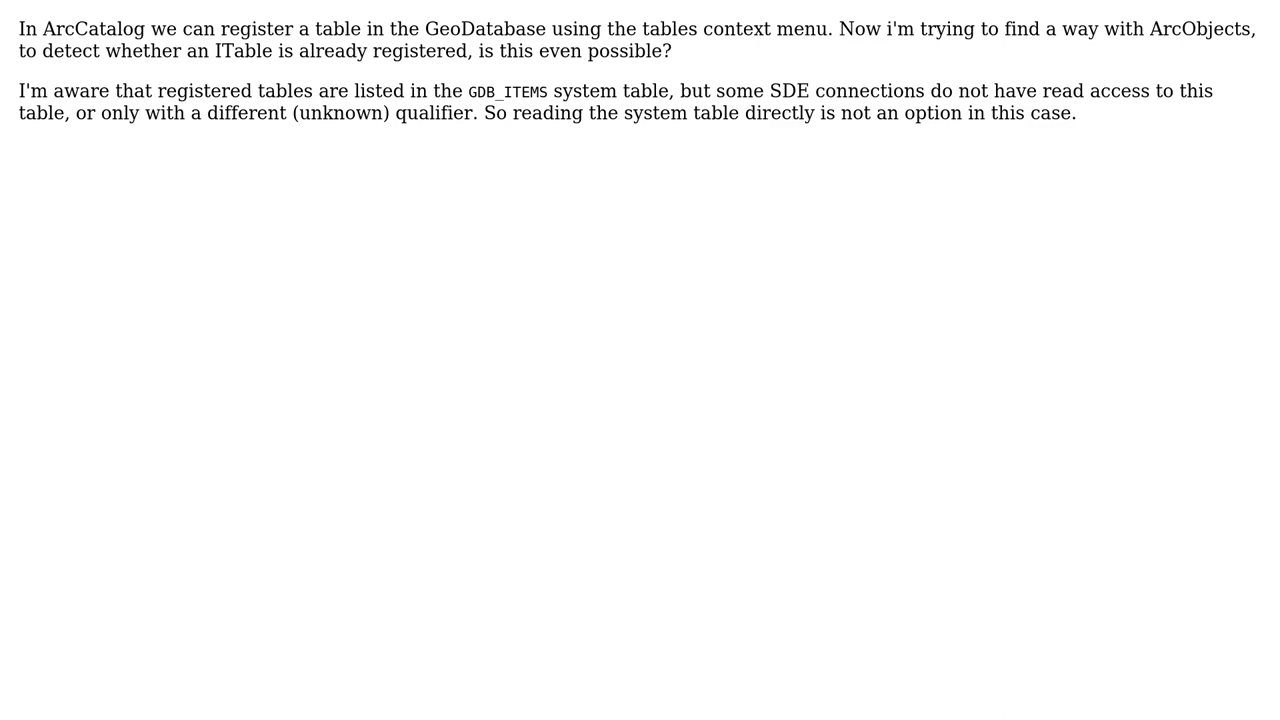 In ArcCatalog we can register a table in the GeoDatabase using the tables context menu. Now i'm trying to find a way with ArcObjects,
to detect whether an ITable is already registered, is this even possible?
I'm aware that registered tables are listed in the GDB_ITEMS system table, but some SDE connections do not have read access to this
table, or only with a different (unknown) qualifier. So reading the system table directly is not an option in this case.